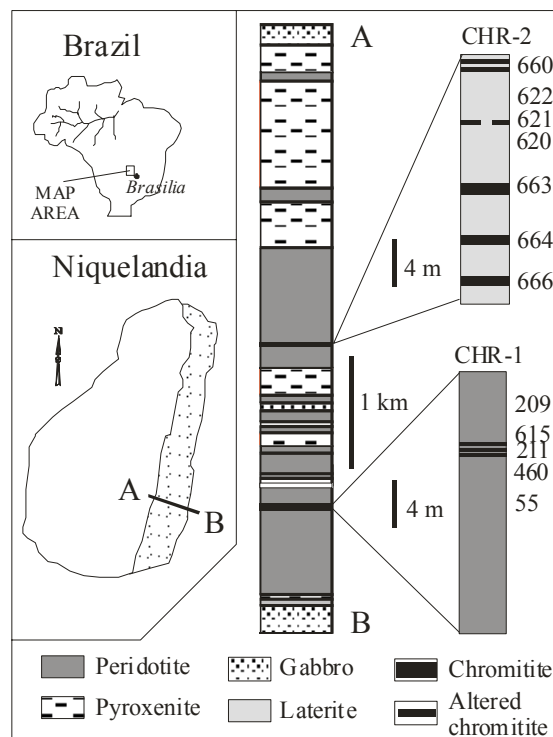 Brazil
MAP
AREA
Brasilia
Niquelandia
N
S
A
B
A
B
1 km
CHR-2
660
622
621
620
663
664
666
4 m
CHR-1
209
615
211
460
55
4 m
Peridotite
Gabbro
Chromitite
Pyroxenite
Laterite
Altered
chromitite